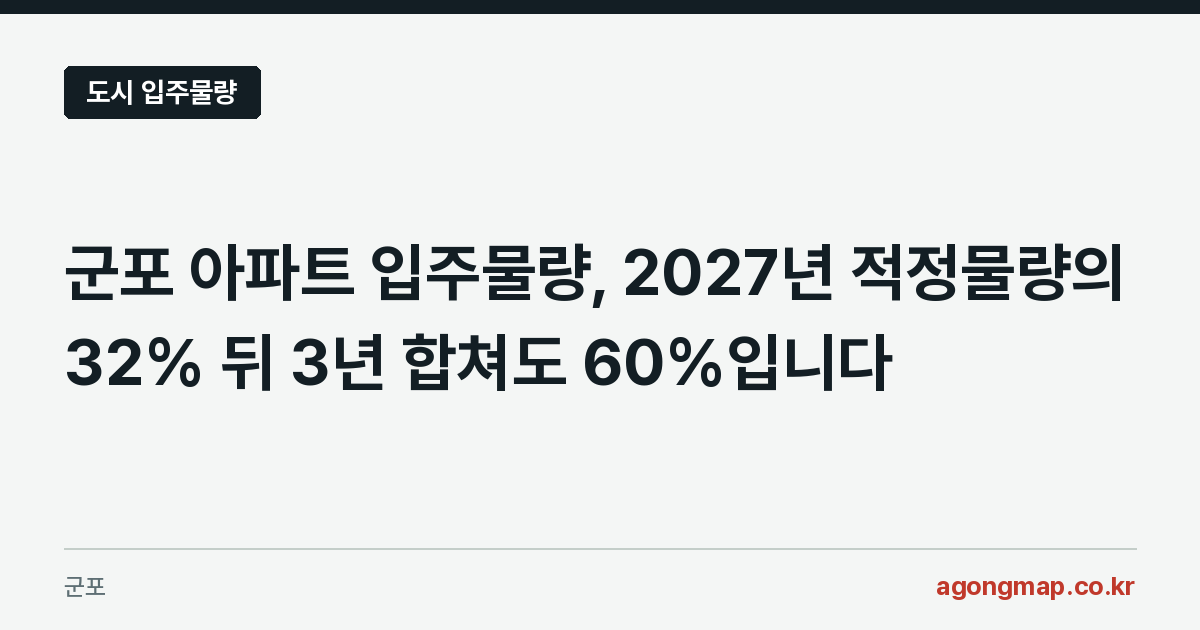 도시 입주물량
군포 아파트 입주물량, 2027년 적정물량의
32% 뒤 3년 합쳐도 60%입니다
군포
agongmap.co.kr